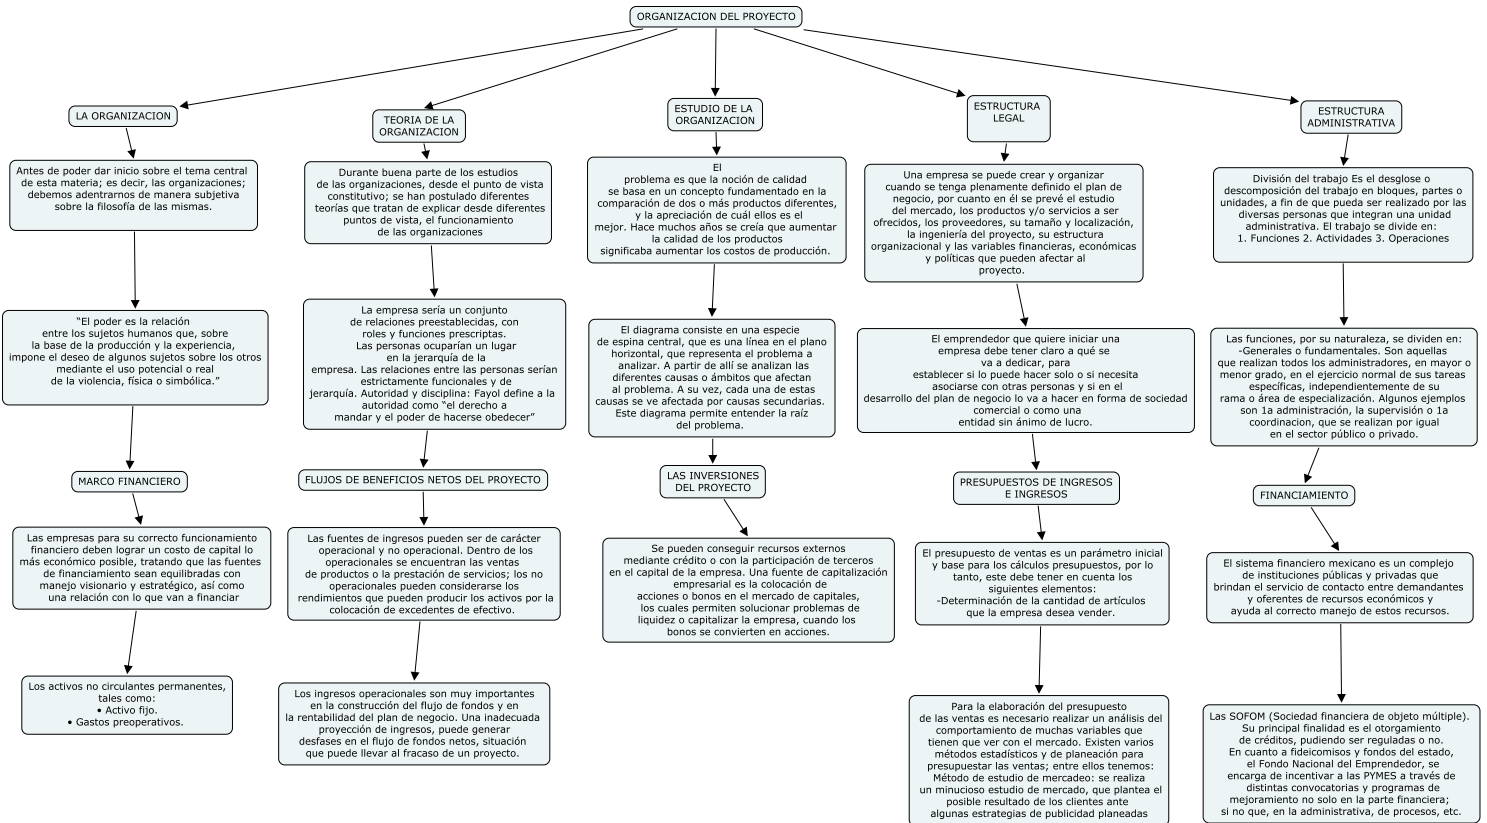 ORGANIZACION DEL PROYECTO
LA ORGANIZACION
Antes de poder dar inicio sobre el tema central
de esta materia; es decir, las organizaciones;
debemos adentrarnos de manera subjetiva
sobre la filosofía de las mismas.
“El poder es la relación
entre los sujetos humanos que, sobre
la base de la producción y la experiencia,
impone el deseo de algunos sujetos sobre los otros
mediante el uso potencial o real
de la violencia, física o simbólica.”
MARCO FINANCIERO
Las empresas para su correcto funcionamiento
financiero deben lograr un costo de capital lo
más económico posible, tratando que las fuentes
de financiamiento sean equilibradas con
manejo visionario y estratégico, así como
una relación con lo que van a financiar
Los activos no circulantes permanentes,
tales como:
• Activo fijo.
• Gastos preoperativos.
TEORIA DE LA
ORGANIZACION
Durante buena parte de los estudios
de las organizaciones, desde el punto de vista
constitutivo; se han postulado diferentes
teorías que tratan de explicar desde diferentes
puntos de vista, el funcionamiento
de las organizaciones
La empresa sería un conjunto
de relaciones preestablecidas, con
roles y funciones prescriptas.
Las personas ocuparían un lugar
en la jerarquía de la
empresa. Las relaciones entre las personas serían
estrictamente funcionales y de
jerarquía. Autoridad y disciplina: Fayol define a la
autoridad como “el derecho a
mandar y el poder de hacerse obedecer”
FLUJOS DE BENEFICIOS NETOS DEL PROYECTO
Las fuentes de ingresos pueden ser de carácter
operacional y no operacional. Dentro de los
operacionales se encuentran las ventas
de productos o la prestación de servicios; los no
operacionales pueden considerarse los
rendimientos que pueden producir los activos por la
colocación de excedentes de efectivo.
Los ingresos operacionales son muy importantes
en la construcción del flujo de fondos y en
la rentabilidad del plan de negocio. Una inadecuada
proyección de ingresos, puede generar
desfases en el flujo de fondos netos, situación
que puede llevar al fracaso de un proyecto.
ESTUDIO DE LA
ORGANIZACION
El
problema es que la noción de calidad
se basa en un concepto fundamentado en la
comparación de dos o más productos diferentes,
y la apreciación de cuál ellos es el
mejor. Hace muchos años se creía que aumentar
la calidad de los productos
significaba aumentar los costos de producción.
El diagrama consiste en una especie
de espina central, que es una línea en el plano
horizontal, que representa el problema a
analizar. A partir de allí se analizan las
diferentes causas o ámbitos que afectan
al problema. A su vez, cada una de estas
causas se ve afectada por causas secundarias.
Este diagrama permite entender la raíz
del problema.
LAS INVERSIONES
DEL PROYECTO
Se pueden conseguir recursos externos
mediante crédito o con la participación de terceros
en el capital de la empresa. Una fuente de capitalización
empresarial es la colocación de
acciones o bonos en el mercado de capitales,
los cuales permiten solucionar problemas de
liquidez o capitalizar la empresa, cuando los
bonos se convierten en acciones.
ESTRUCTURA
LEGAL
Una empresa se puede crear y organizar
cuando se tenga plenamente definido el plan de
negocio, por cuanto en él se prevé el estudio
del mercado, los productos y/o servicios a ser
ofrecidos, los proveedores, su tamaño y localización,
la ingeniería del proyecto, su estructura
organizacional y las variables financieras, económicas
y políticas que pueden afectar al
proyecto.
El emprendedor que quiere iniciar una
empresa debe tener claro a qué se
va a dedicar, para
establecer si lo puede hacer solo o si necesita
asociarse con otras personas y si en el
desarrollo del plan de negocio lo va a hacer en forma de sociedad
comercial o como una
entidad sin ánimo de lucro.
PRESUPUESTOS DE INGRESOS
E INGRESOS
El presupuesto de ventas es un parámetro inicial
y base para los cálculos presupuestos, por lo
tanto, este debe tener en cuenta los
siguientes elementos:
-Determinación de la cantidad de artículos
que la empresa desea vender.
Para la elaboración del presupuesto
de las ventas es necesario realizar un análisis del
comportamiento de muchas variables que
tienen que ver con el mercado. Existen varios
métodos estadísticos y de planeación para
presupuestar las ventas; entre ellos tenemos:
Método de estudio de mercadeo: se realiza
un minucioso estudio de mercado, que plantea el
posible resultado de los clientes ante
algunas estrategias de publicidad planeadas
ESTRUCTURA
ADMINISTRATIVA
División del trabajo Es el desglose o
descomposición del trabajo en bloques, partes o
unidades, a fin de que pueda ser realizado por las
diversas personas que integran una unidad
administrativa. El trabajo se divide en:
1. Funciones 2. Actividades 3. Operaciones
Las funciones, por su naturaleza, se dividen en:
-Generales o fundamentales. Son aquellas
que realizan todos los administradores, en mayor o
menor grado, en el ejercicio normal de sus tareas
específicas, independientemente de su
rama o área de especialización. Algunos ejemplos
son 1a administración, la supervisión o 1a
coordinacion, que se realizan por igual
en el sector público o privado.
FINANCIAMIENTO
El sistema financiero mexicano es un complejo
de instituciones públicas y privadas que
brindan el servicio de contacto entre demandantes
y oferentes de recursos económicos y
ayuda al correcto manejo de estos recursos.
Las SOFOM (Sociedad financiera de objeto múltiple).
Su principal finalidad es el otorgamiento
de créditos, pudiendo ser reguladas o no.
En cuanto a fideicomisos y fondos del estado,
el Fondo Nacional del Emprendedor, se
encarga de incentivar a las PYMES a través de
distintas convocatorias y programas de
mejoramiento no solo en la parte financiera;
si no que, en la administrativa, de procesos, etc.